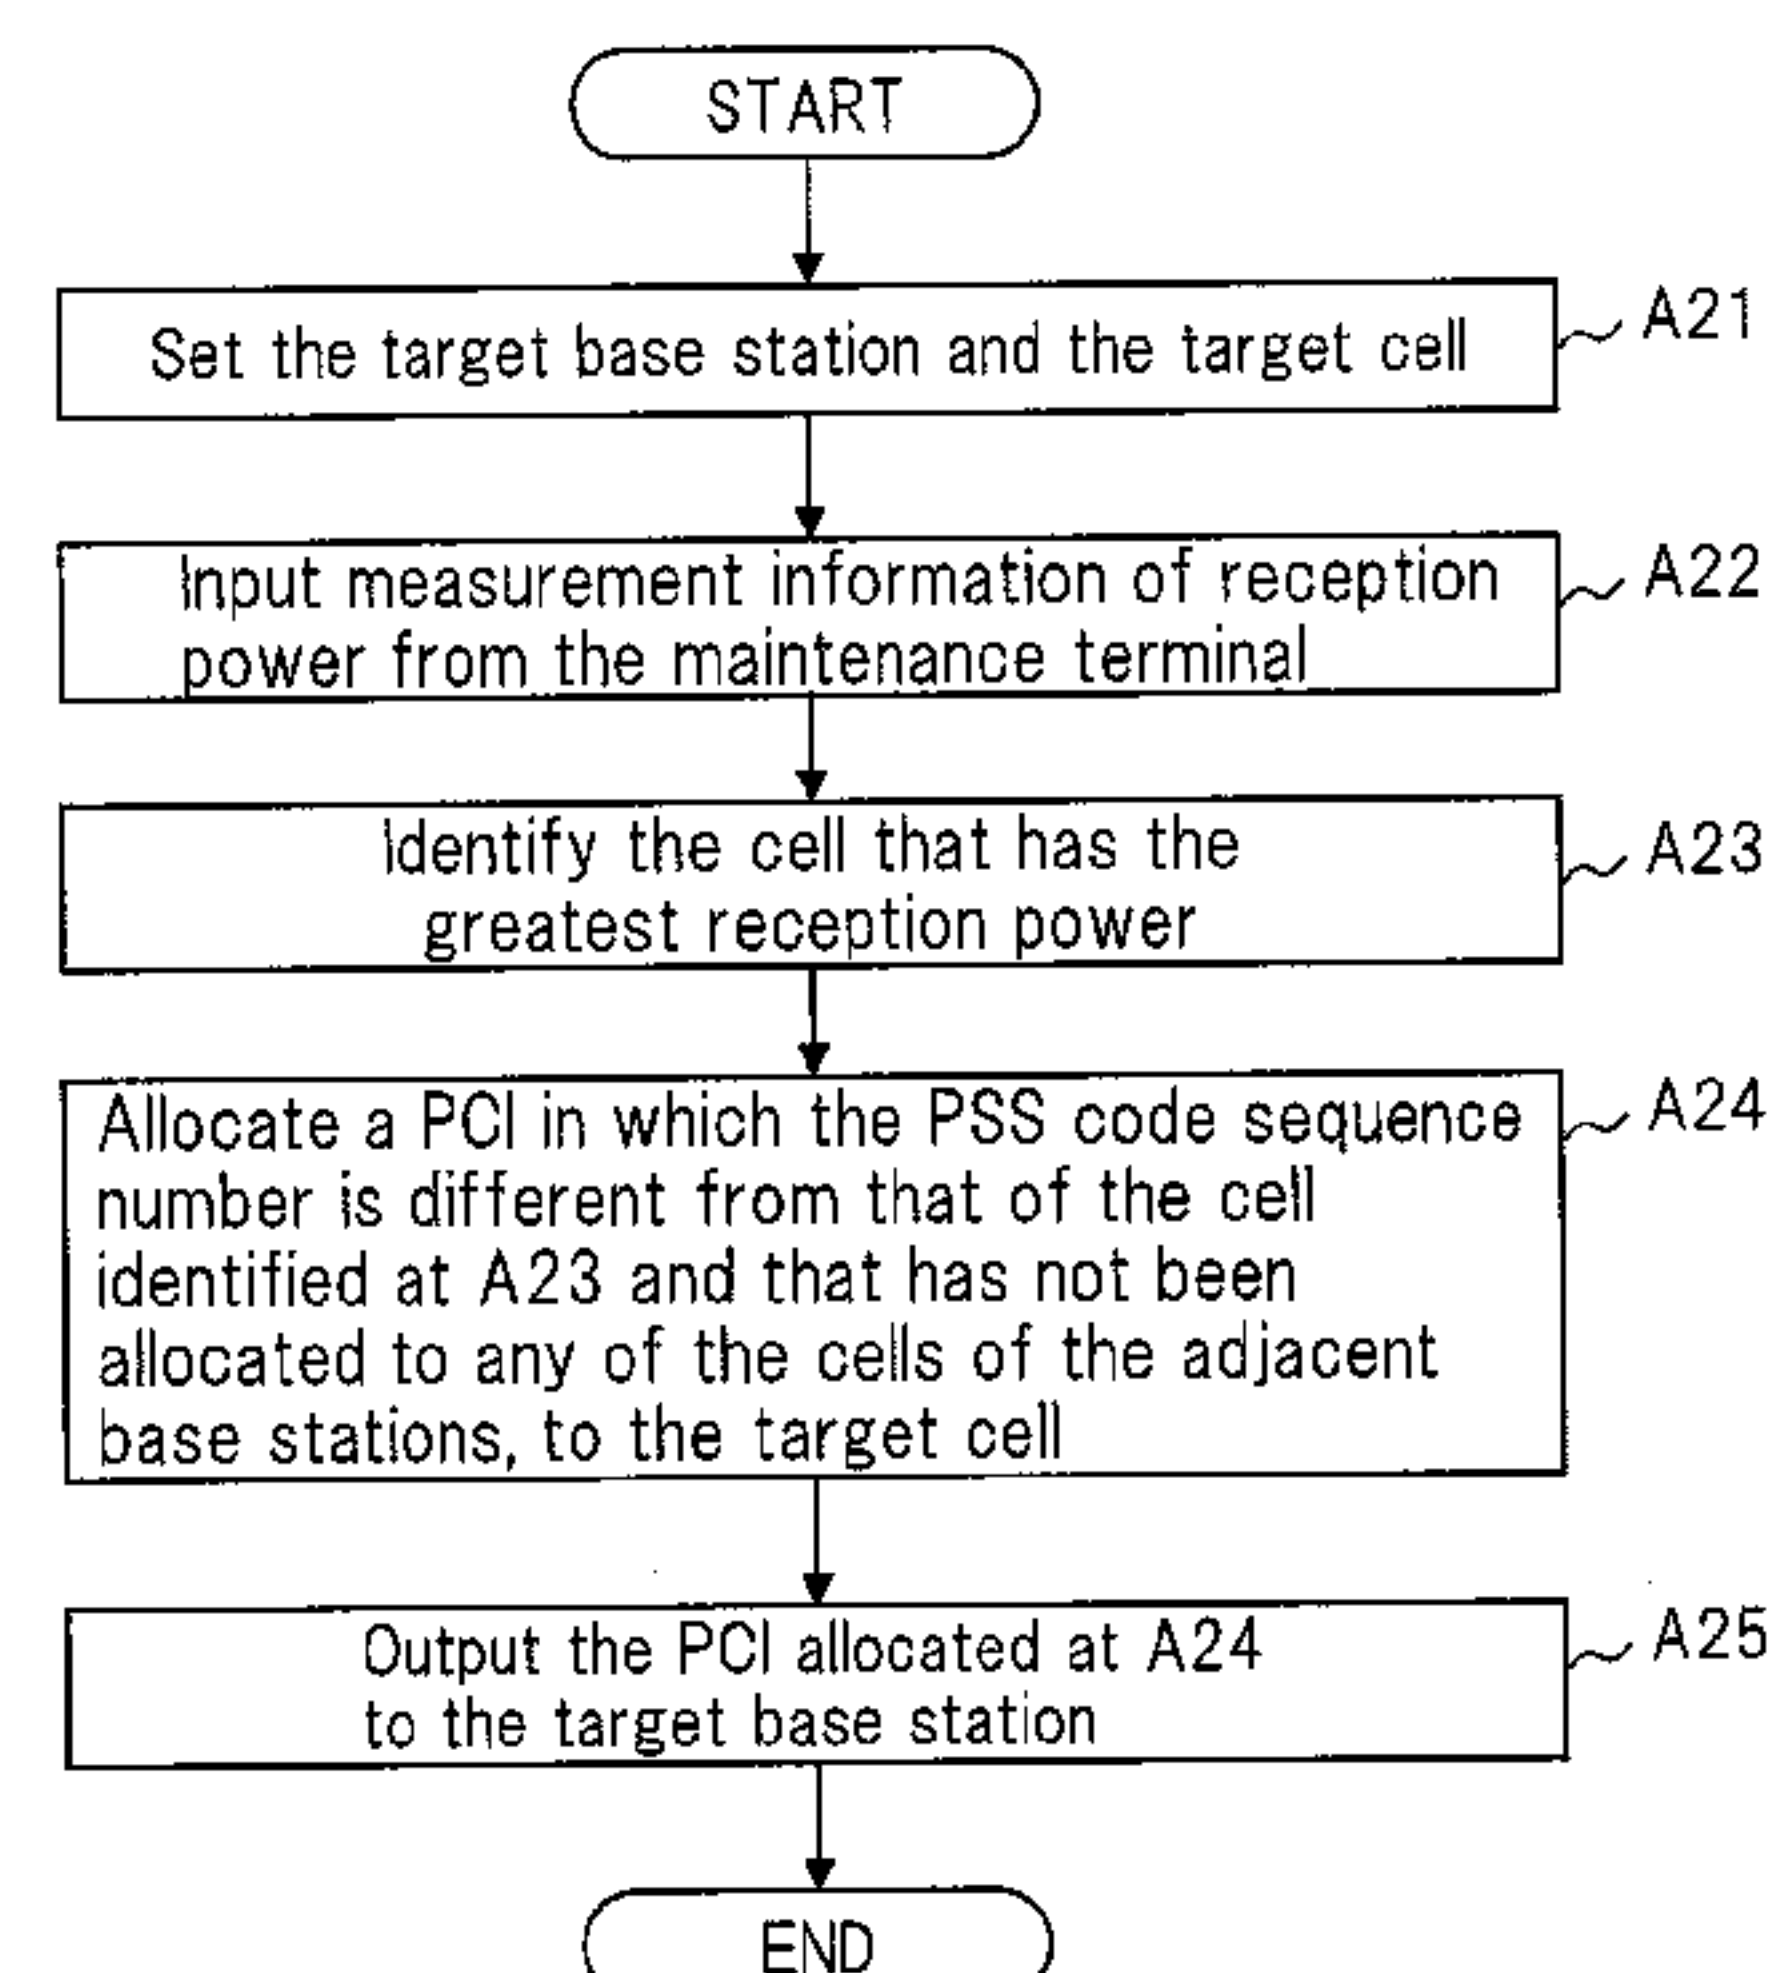 START
Set the target base station and the target cell
A21
Input measurement information of reception
power from the maintenance terminal
A22
Identify the cell that has the
greatest reception power
A23
Allocate a PCI in which the PSS code sequence
number is different from that of the cell
identified at A23 and that has not been
allocated to any of the cells of the adjacent
base stations, to the target cell
A24
Output the PCI allocated at A24
to the target base station
A25
END